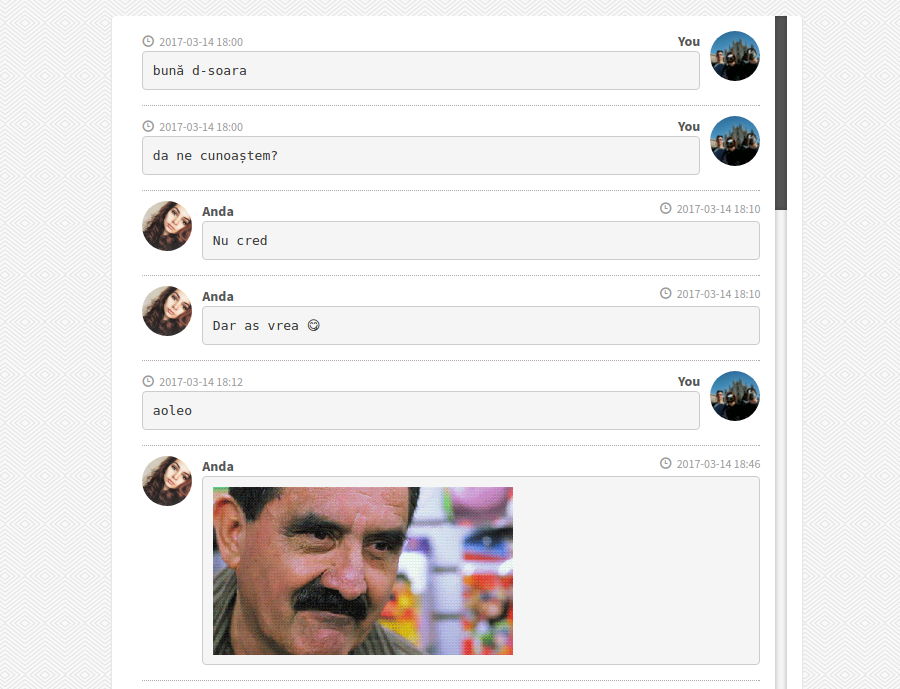 2017-03-14 18:00 You
bună d-soara
2017-03-14 18:00 You
da ne cunoaștem?
Anda 2017-03-14 18:10
Nu cred
Anda 2017-03-14 18:10
Dar as vrea 😋
2017-03-14 18:12 You
aoleo
Anda 2017-03-14 18:46